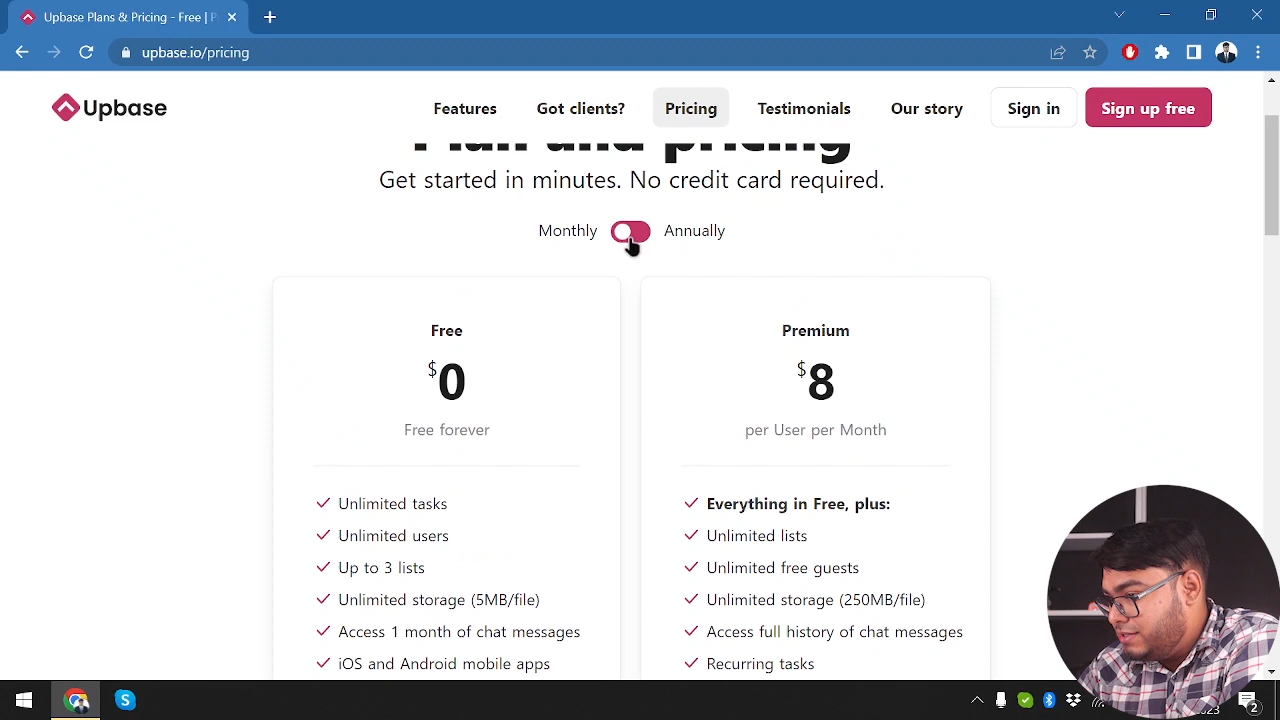 Upbase Plans & Pricing - Free | P
upbase.io/pricing
Upbase
Features
Got clients?
Pricing
Testimonials
Our story
Sign in
Sign up free
Plan and pricing
Get started in minutes. No credit card required.
Monthly
Annually
Free
$0
Free forever
Unlimited tasks
Unlimited users
Up to 3 lists
Unlimited storage (5MB/file)
Access 1 month of chat messages
iOS and Android mobile apps
Premium
$8
per User per Month
Everything in Free, plus:
Unlimited lists
Unlimited free guests
Unlimited storage (250MB/file)
Access full history of chat messages
Recurring tasks
2